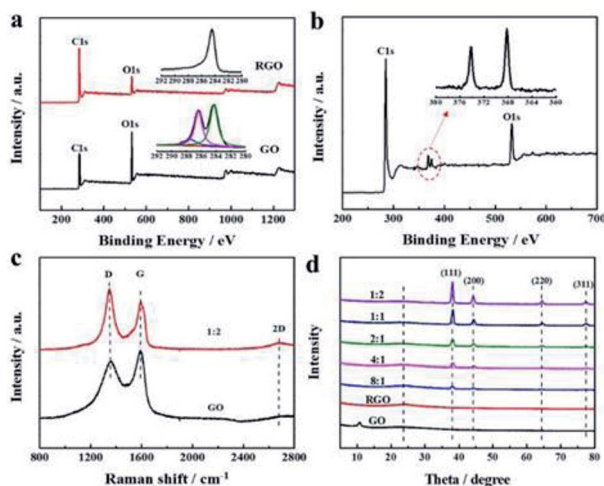 a
C1s
RGO
O1s
292 290 288 286 284 282 280
C1s
O1s
GO
292 290 288 286 284 282 280
Intensity / a.u.
100 400 700 1000 1300
Binding Energy / eV
b
C1s
380 376 372 368 364 360
O1s
Intensity / a.u.
200 300 400 500 600 700
Binding Energy / eV
c
D
G
1:2
2D
GO
Intensity / a.u.
800 1200 1600 2000 2400 2800
Raman shift / cm-1
d
(111) (200) (220) (311)
1:2
1:1
2:1
4:1
8:1
RGO
GO
Intensity
10 20 30 40 50 60 70 80
Theta / degree